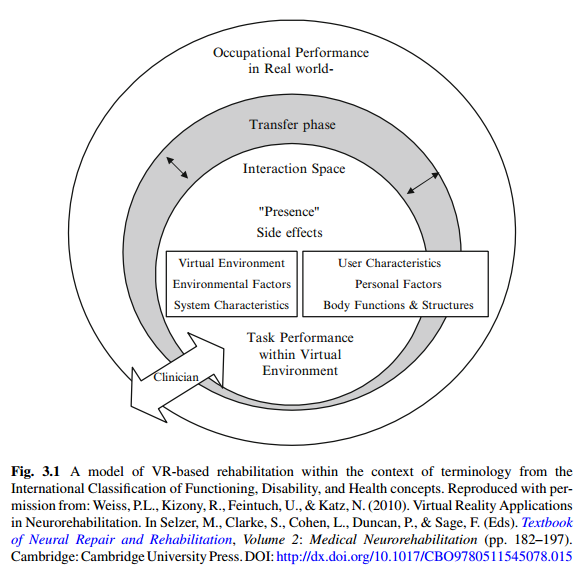 Occupational Performance
in Real world-
Transfer phase
Interaction Space
"Presence"
Side effects
Virtual Environment
Environmental Factors
System Characteristics
User Characteristics
Personal Factors
Body Functions & Structures
Task Performance
within Virtual
Environment
Clinician
Fig. 3.1 A model of VR-based rehabilitation within the context of terminology from the
International Classification of Functioning, Disability, and Health concepts. Reproduced with per-
mission from: Weiss, P.L., Kizony, R., Feintuch, U., & Katz, N. (2010). Virtual Reality Applications
in Neurorehabilitation. In Selzer, M., Clarke, S., Cohen, L., Duncan, P., & Sage, F. (Eds). Textbook
of Neural Repair and Rehabilitation, Volume 2: Medical Neurorehabilitation (pp. 182–197).
Cambridge: Cambridge University Press. DOI: http://dx.doi.org/10.1017/CBO9780511545078.015